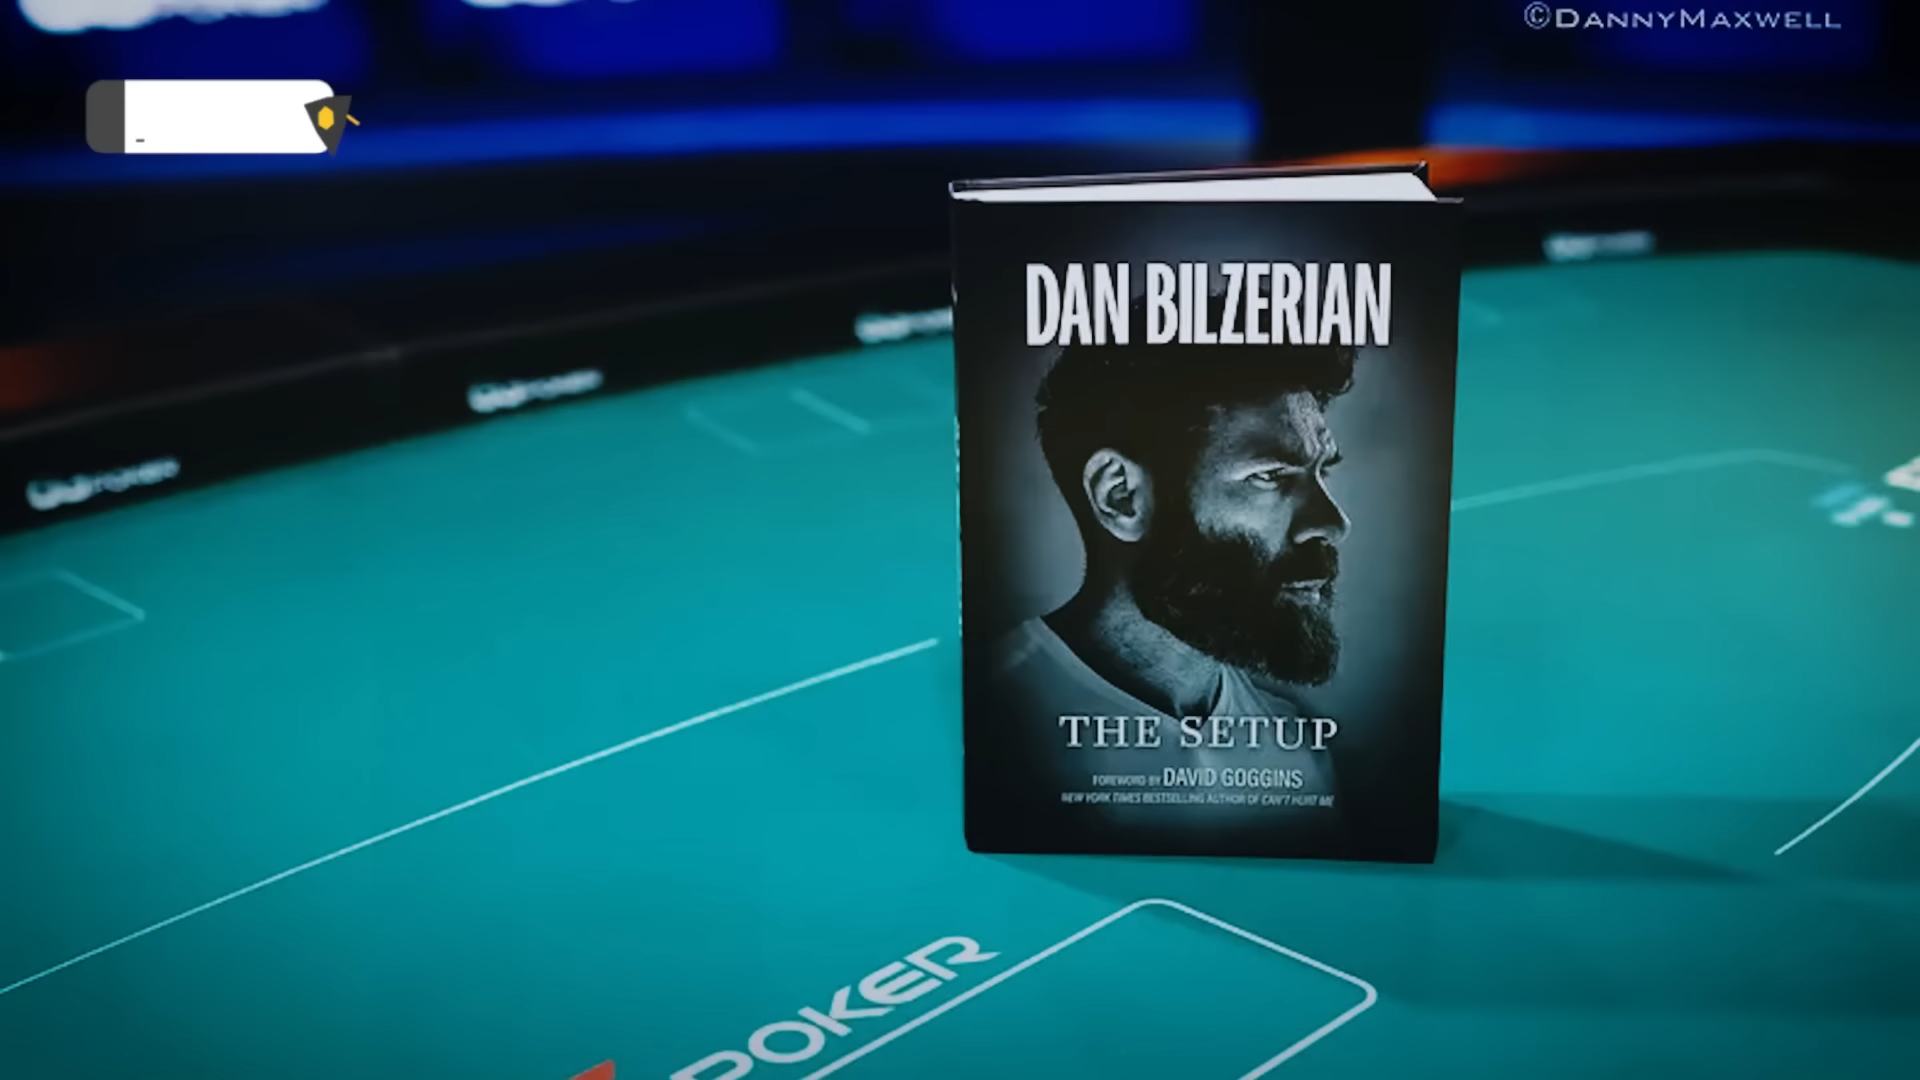 ©DANNYMAXWELL
DAN BILZERIAN
THE SETUP
FOREWORD BY DAVID GOGGINS
NEW YORK TIMES BESTSELLING AUTHOR OF CAN'T HURT ME
POKER